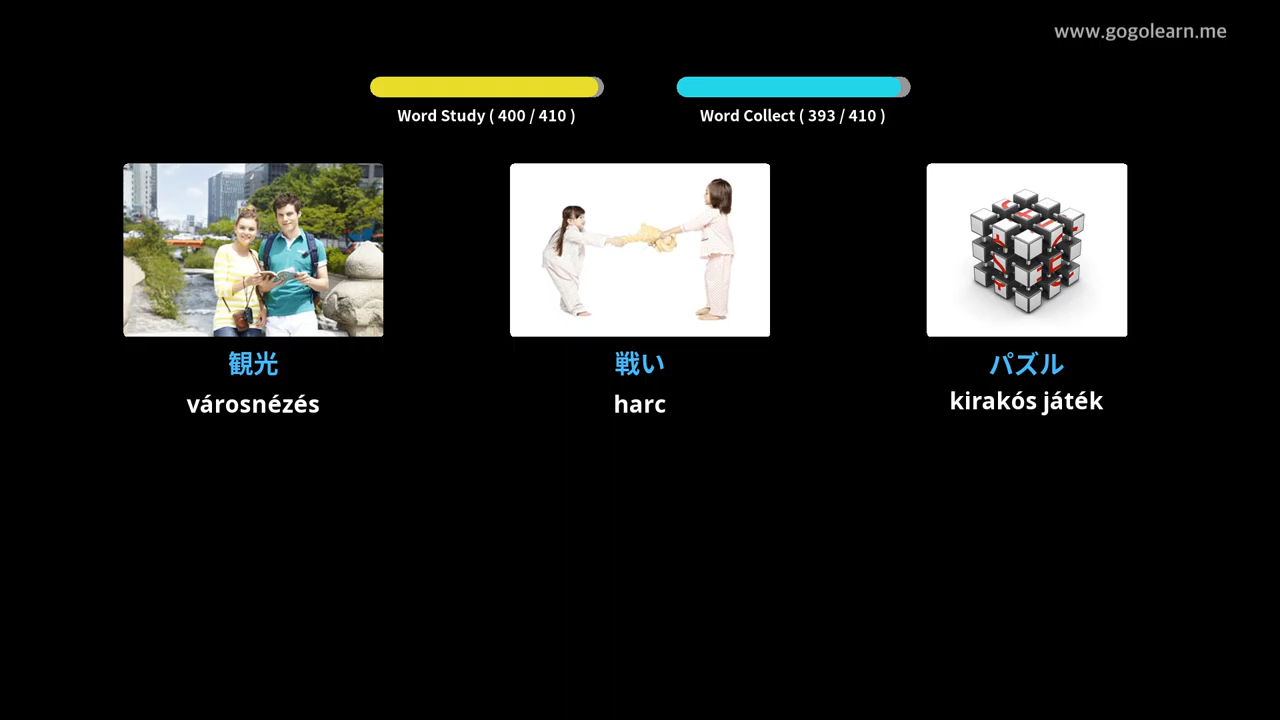 www.gogolearn.me
Word Study ( 400 / 410 )
Word Collect ( 393 / 410 )
観光
戦い
パズル
városnézés
harc
kirakós játék